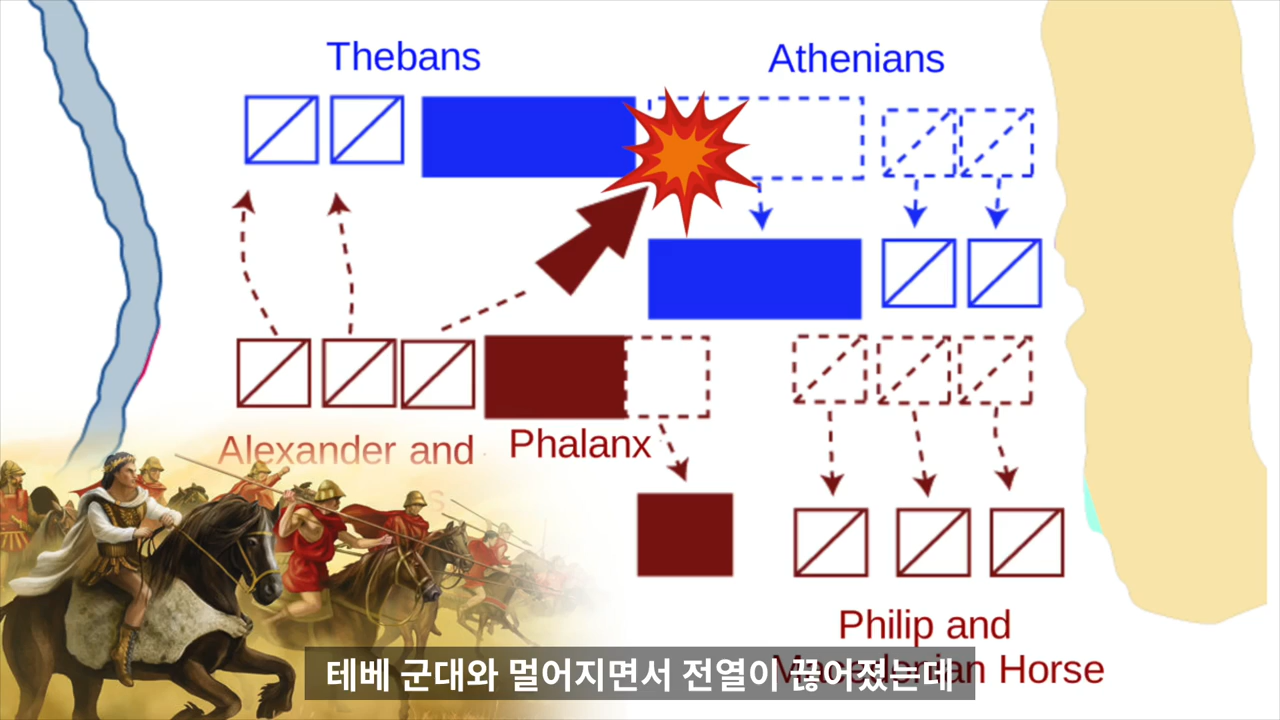 Thebans
Athenians
Alexander and
Phalanx
Philip and
Macedonian Horse
테베 군대와 멀어지면서 전열이 끊어졌는데